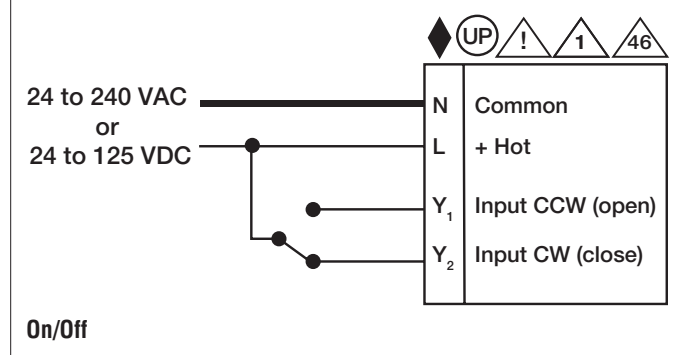 UP ! 1 46
24 to 240 VAC
or
24 to 125 VDC
N Common
L + Hot
Y1 Input CCW (open)
Y2 Input CW (close)
On/Off